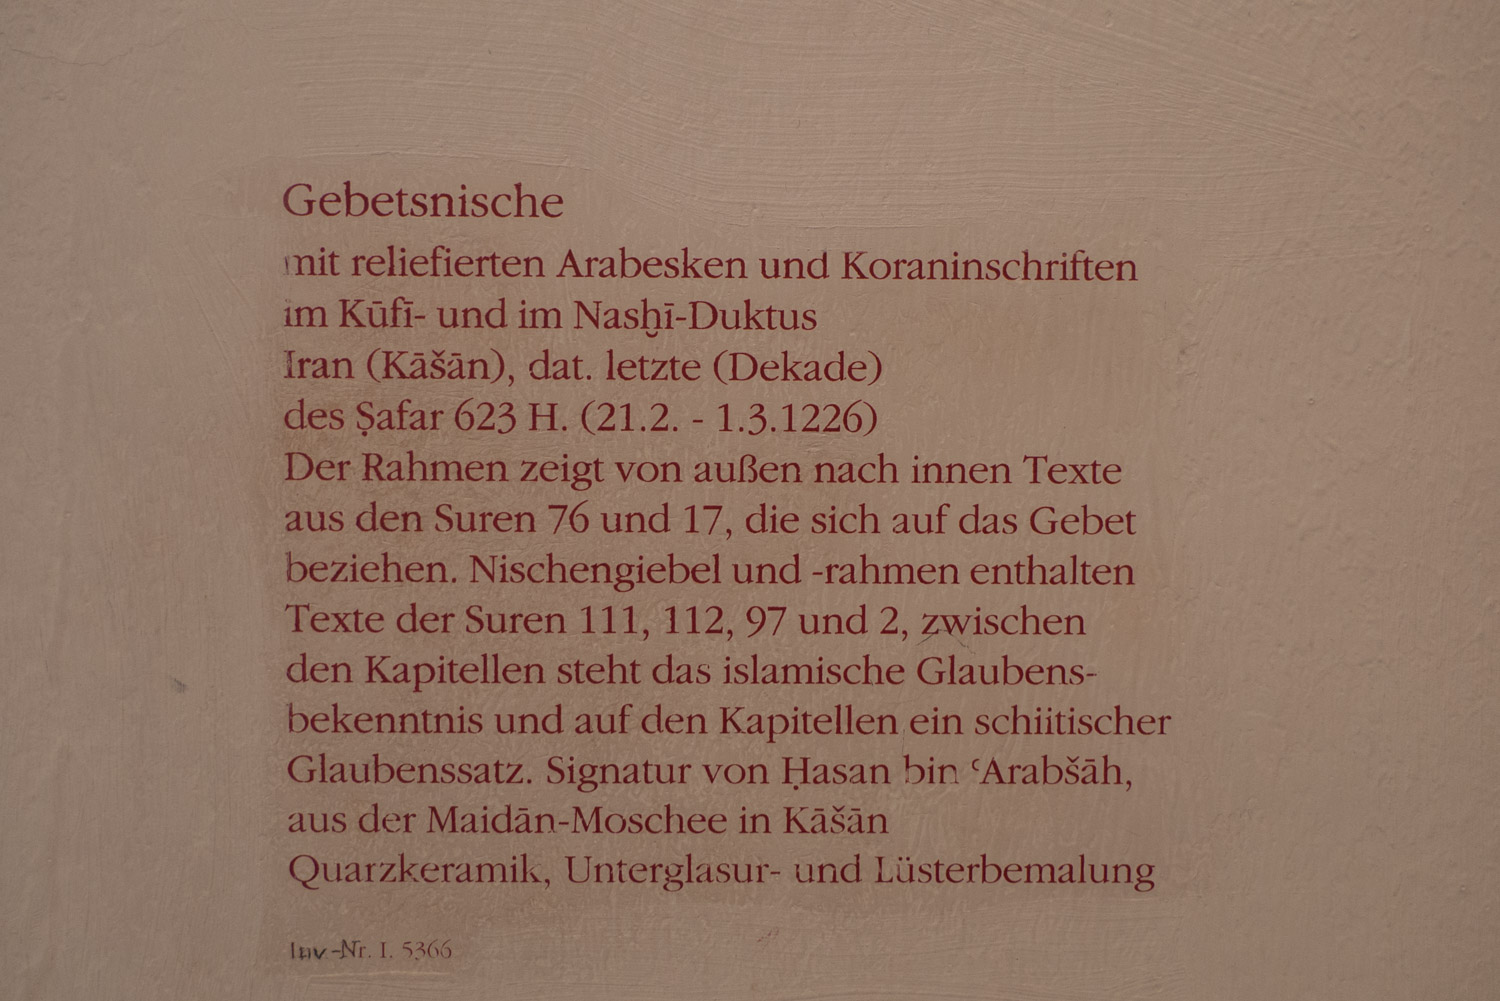 Gebetsnische
mit reliefierten Arabesken und Koraninschriften
im Kūfī- und im Nasḫī-Duktus
Iran (Kāšān), dat. letzte (Dekade)
des Ṣafar 623 H. (21.2. - 1.3.1226)
Der Rahmen zeigt von außen nach innen Texte
aus den Suren 76 und 17, die sich auf das Gebet
beziehen. Nischengiebel und -rahmen enthalten
Texte der Suren 111, 112, 97 und 2, zwischen
den Kapitellen steht das islamische Glaubens-
bekenntnis und auf den Kapitellen ein schiitischer
Glaubenssatz. Signatur von Ḥasan bin ʿArabšāh,
aus der Maidān-Moschee in Kāšān
Quarzkeramik, Unterglasur- und Lüsterbemalung
Inv-Nr. I. 5366